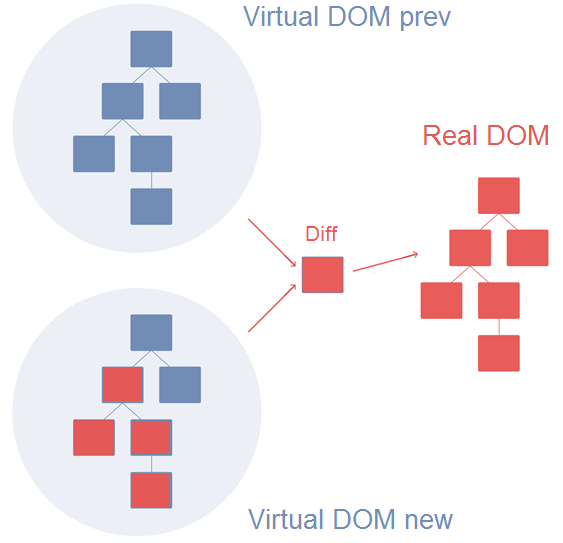 Virtual DOM prev
Real DOM
Diff
Virtual DOM new